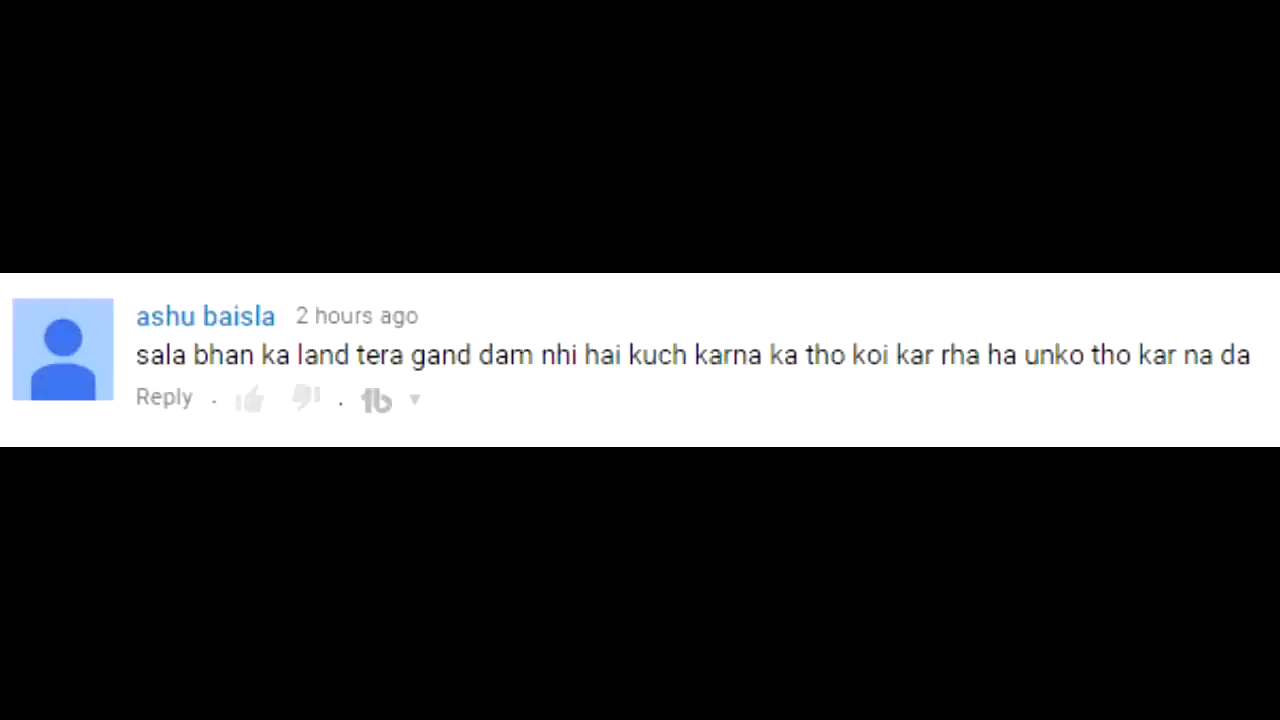 ashu baisla 2 hours ago
sala bhan ka land tera gand dam nhi hai kuch karna ka tho koi kar rha ha unko tho kar na da
Reply . . tb